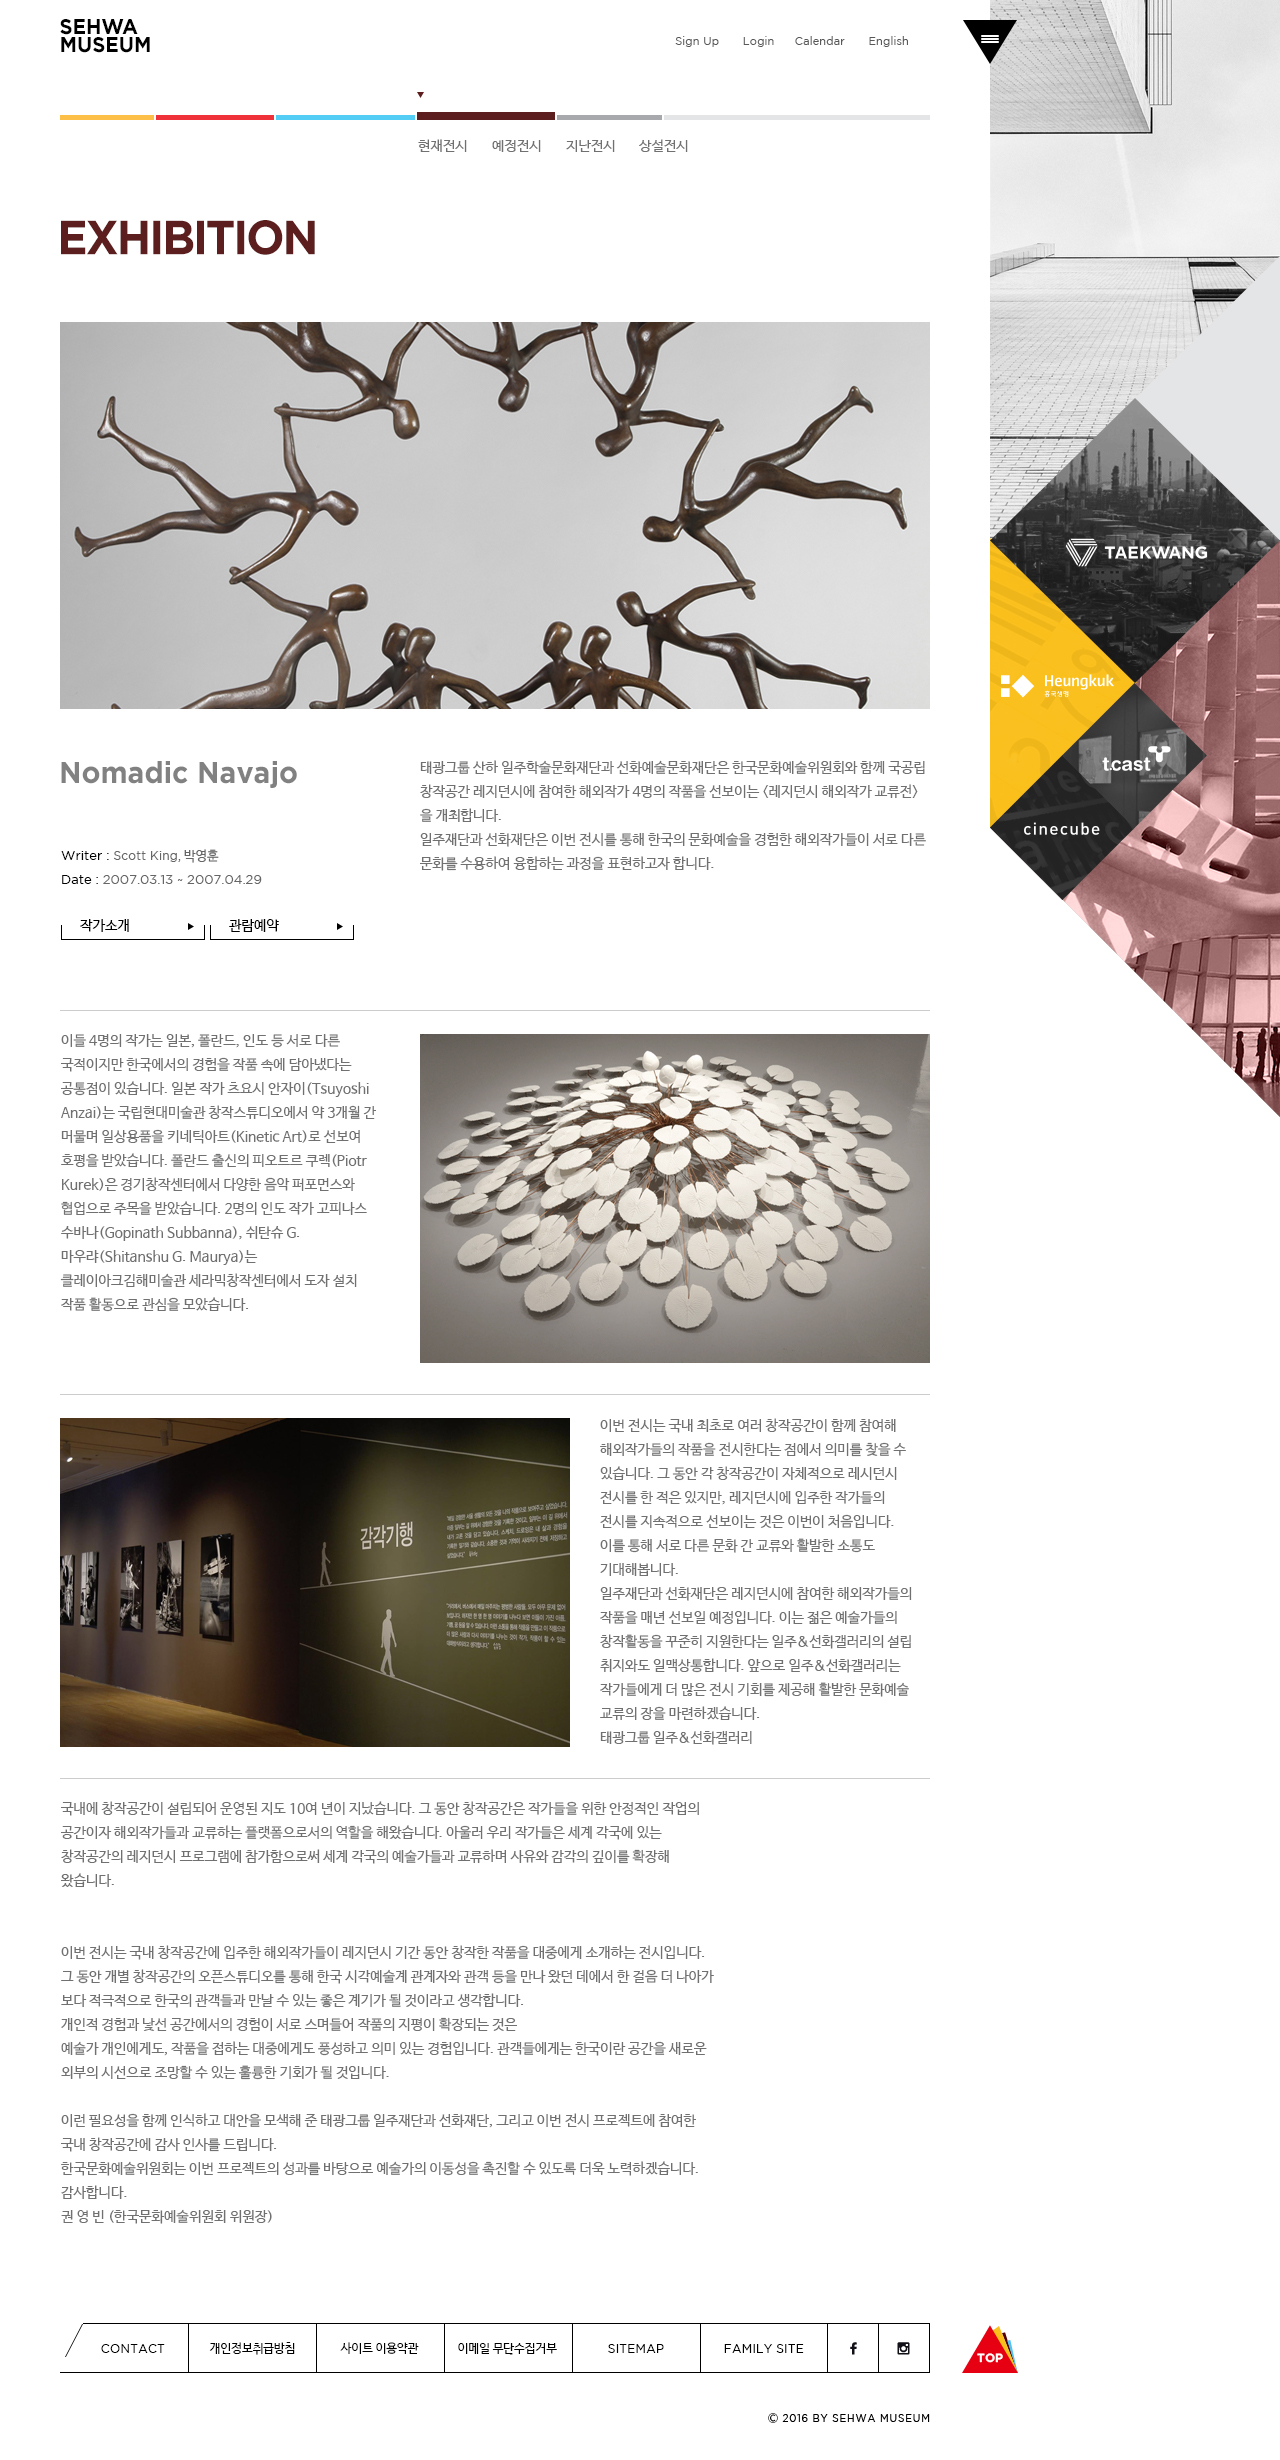 SEHWA
MUSEUM
Sign Up Login Calendar English
현재전시 예정전시 지난전시 상설전시
EXHIBITION
TAEKWANG
Heungkuk
흥국생명
t.cast
cinecube
Nomadic Navajo
Writer : Scott King, 박영훈
Date : 2007.03.13 ~ 2007.04.29
작가소개 관람예약
태광그룹 산하 일주학술문화재단과 선화예술문화재단은 한국문화예술위원회와 함께 국공립
창작공간 레지던시에 참여한 해외작가 4명의 작품을 선보이는 <레지던시 해외작가 교류전>
을 개최합니다.
일주재단과 선화재단은 이번 전시를 통해 한국의 문화예술을 경험한 해외작가들이 서로 다른
문화를 수용하여 융합하는 과정을 표현하고자 합니다.
이들 4명의 작가는 일본, 폴란드, 인도 등 서로 다른
국적이지만 한국에서의 경험을 작품 속에 담아냈다는
공통점이 있습니다. 일본 작가 츠요시 안자이(Tsuyoshi
Anzai)는 국립현대미술관 창작스튜디오에서 약 3개월 간
머물며 일상용품을 키네틱아트(Kinetic Art)로 선보여
호평을 받았습니다. 폴란드 출신의 피오트르 쿠렉(Piotr
Kurek)은 경기창작센터에서 다양한 음악 퍼포먼스와
협업으로 주목을 받았습니다. 2명의 인도 작가 고피나스
수바나(Gopinath Subbanna), 쉬탄슈 G.
마우랴(Shitanshu G. Maurya)는
클레이아크김해미술관 세라믹창작센터에서 도자 설치
작품 활동으로 관심을 모았습니다.
감각기행
이번 전시는 국내 최초로 여러 창작공간이 함께 참여해
해외작가들의 작품을 전시한다는 점에서 의미를 찾을 수
있습니다. 그 동안 각 창작공간이 자체적으로 레시던시
전시를 한 적은 있지만, 레지던시에 입주한 작가들의
전시를 지속적으로 선보이는 것은 이번이 처음입니다.
이를 통해 서로 다른 문화 간 교류와 활발한 소통도
기대해봅니다.
일주재단과 선화재단은 레지던시에 참여한 해외작가들의
작품을 매년 선보일 예정입니다. 이는 젊은 예술가들의
창작활동을 꾸준히 지원한다는 일주&선화갤러리의 설립
취지와도 일맥상통합니다. 앞으로 일주&선화갤러리는
작가들에게 더 많은 전시 기회를 제공해 활발한 문화예술
교류의 장을 마련하겠습니다.
태광그룹 일주&선화갤러리
국내에 창작공간이 설립되어 운영된 지도 10여 년이 지났습니다. 그 동안 창작공간은 작가들을 위한 안정적인 작업의
공간이자 해외작가들과 교류하는 플랫폼으로서의 역할을 해왔습니다. 아울러 우리 작가들은 세계 각국에 있는
창작공간의 레지던시 프로그램에 참가함으로써 세계 각국의 예술가들과 교류하며 사유와 감각의 깊이를 확장해
왔습니다.
이번 전시는 국내 창작공간에 입주한 해외작가들이 레지던시 기간 동안 창작한 작품을 대중에게 소개하는 전시입니다.
그 동안 개별 창작공간의 오픈스튜디오를 통해 한국 시각예술계 관계자와 관객 등을 만나 왔던 데에서 한 걸음 더 나아가
보다 적극적으로 한국의 관객들과 만날 수 있는 좋은 계기가 될 것이라고 생각합니다.
개인적 경험과 낯선 공간에서의 경험이 서로 스며들어 작품의 지평이 확장되는 것은
예술가 개인에게도, 작품을 접하는 대중에게도 풍성하고 의미 있는 경험입니다. 관객들에게는 한국이란 공간을 새로운
외부의 시선으로 조망할 수 있는 훌륭한 기회가 될 것입니다.
이런 필요성을 함께 인식하고 대안을 모색해 준 태광그룹 일주재단과 선화재단, 그리고 이번 전시 프로젝트에 참여한
국내 창작공간에 감사 인사를 드립니다.
한국문화예술위원회는 이번 프로젝트의 성과를 바탕으로 예술가의 이동성을 촉진할 수 있도록 더욱 노력하겠습니다.
감사합니다.
권 영 빈 (한국문화예술위원회 위원장)
CONTACT 개인정보취급방침 사이트 이용약관 이메일 무단수집거부 SITEMAP FAMILY SITE
TOP
© 2016 BY SEHWA MUSEUM